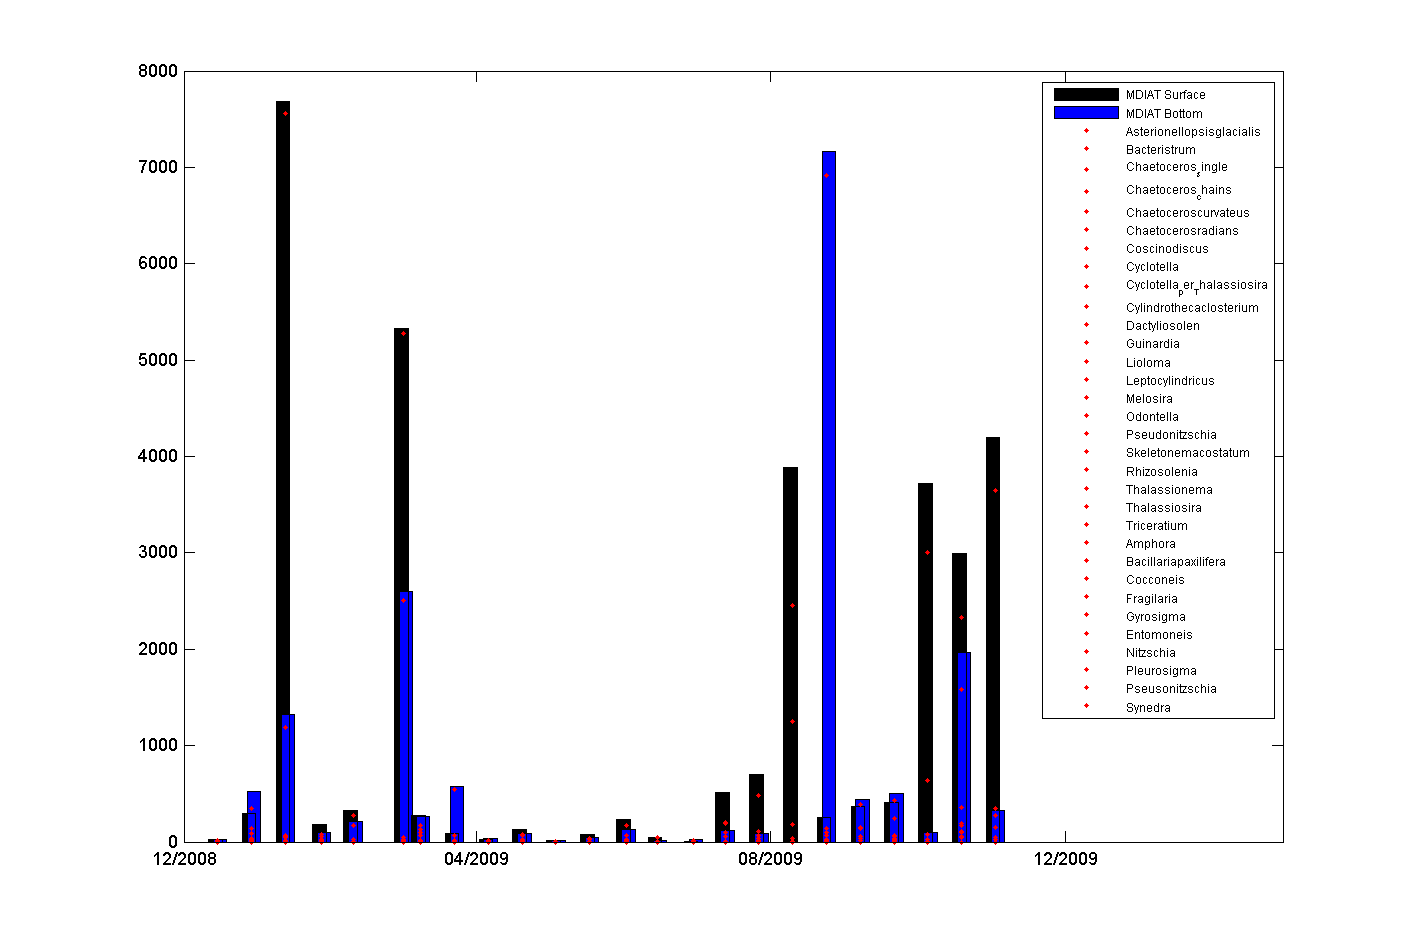 8000
7000
6000
5000
4000
3000
2000
1000
0
12/2008
04/2009
08/2009
12/2009
MDIAT Surface
MDIAT Bottom
Asterionellopsisglacialis
Bacteristrum
Chaetoceros_single
Chaetoceros_chains
Chaetoceroscurvateus
Chaetocerosradians
Coscinodiscus
Cyclotella
Cyclotella_per_Thalassiosira
Cylindrothecaclosterium
Dactyliosolen
Guinardia
Lioloma
Leptocylindricus
Melosira
Odontella
Pseudonitzschia
Skeletonemacostatum
Rhizosolenia
Thalassionema
Thalassiosira
Triceratium
Amphora
Bacillariapaxilifera
Cocconeis
Fragilaria
Gyrosigma
Entomoneis
Nitzschia
Pleurosigma
Pseusonitzschia
Synedra